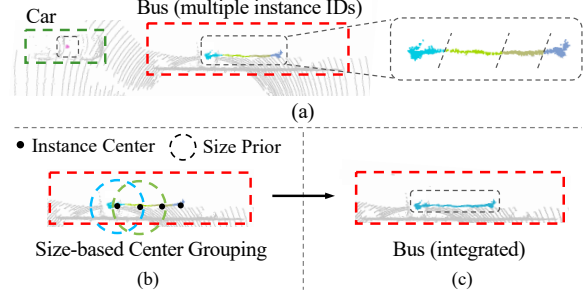 Car
Bus (multiple instance IDs)
(a)
Instance Center
Size Prior
Size-based Center Grouping
Bus (integrated)
(b)
(c)